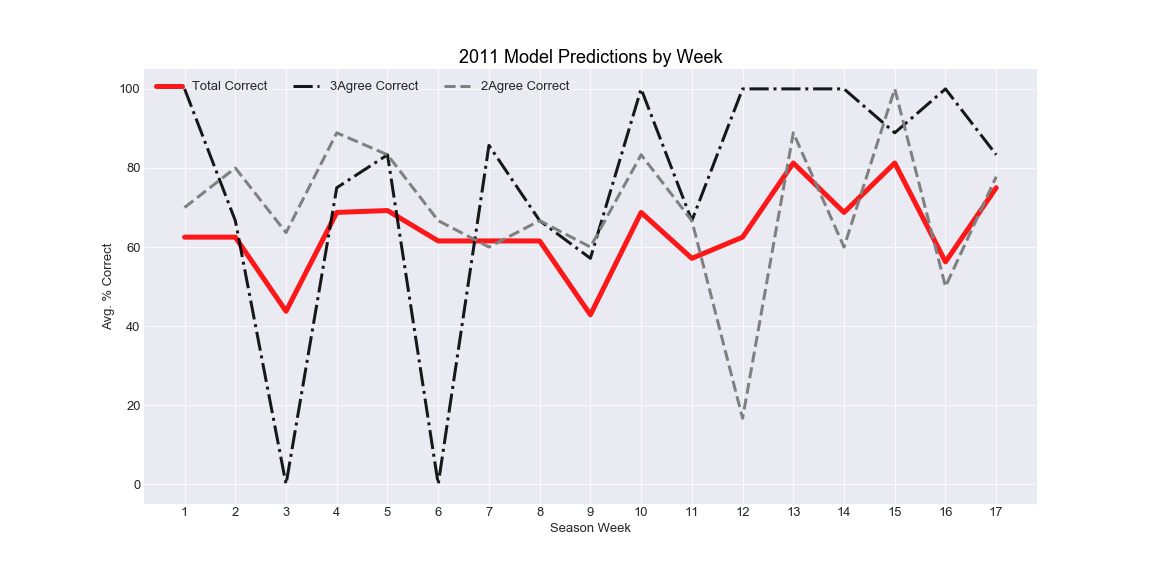 2011 Model Predictions by Week
Total Correct 3Agree Correct 2Agree Correct
100
80
60
40
20
0
Avg. % Correct
1 2 3 4 5 6 7 8 9 10 11 12 13 14 15 16 17
Season Week